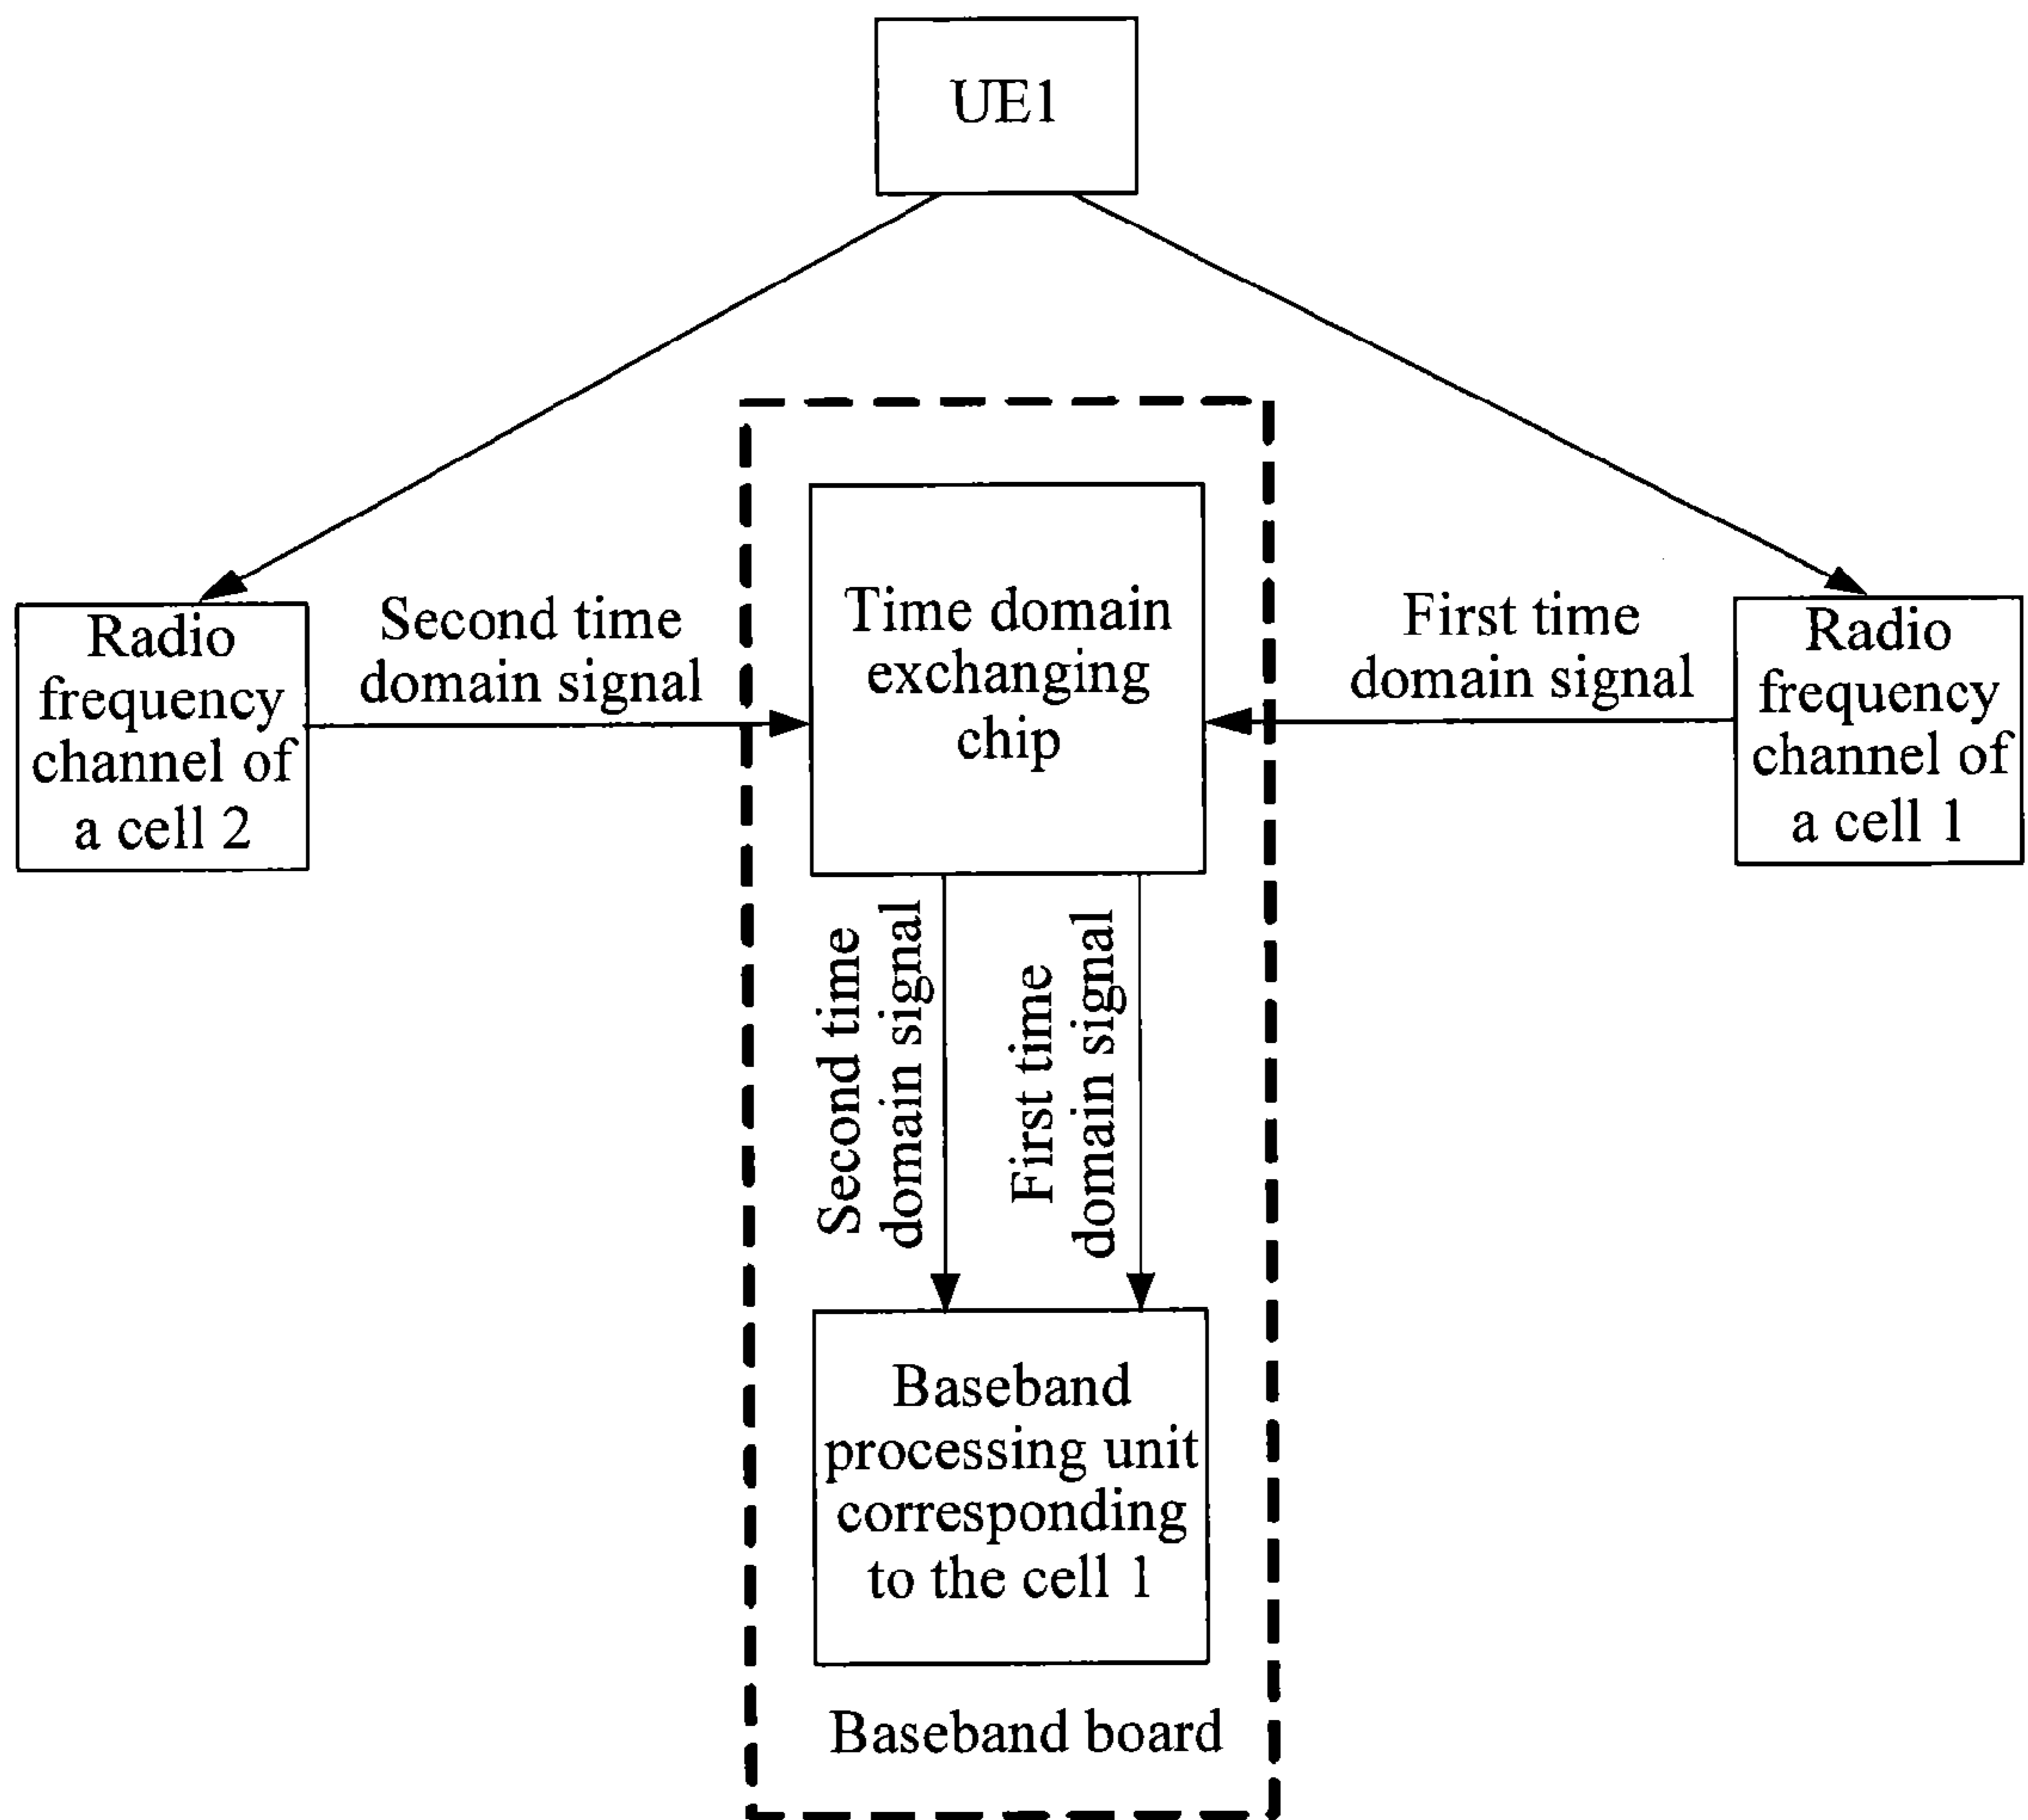 UE1
Radio
frequency
channel of
a cell 2
Second time
domain signal
Time domain
exchanging
chip
First time
domain signal
Radio
frequency
channel of
a cell 1
Second time
domain signal
First time
domain signal
Baseband
processing unit
corresponding
to the cell 1
Baseband board